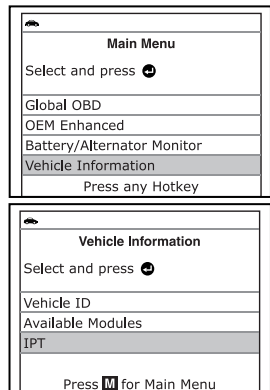 Main Menu
Select and press
Global OBD
OEM Enhanced
Battery/Alternator Monitor
Vehicle Information
Press any Hotkey
Vehicle Information
Select and press
Vehicle ID
Available Modules
IPT
Press M for Main Menu